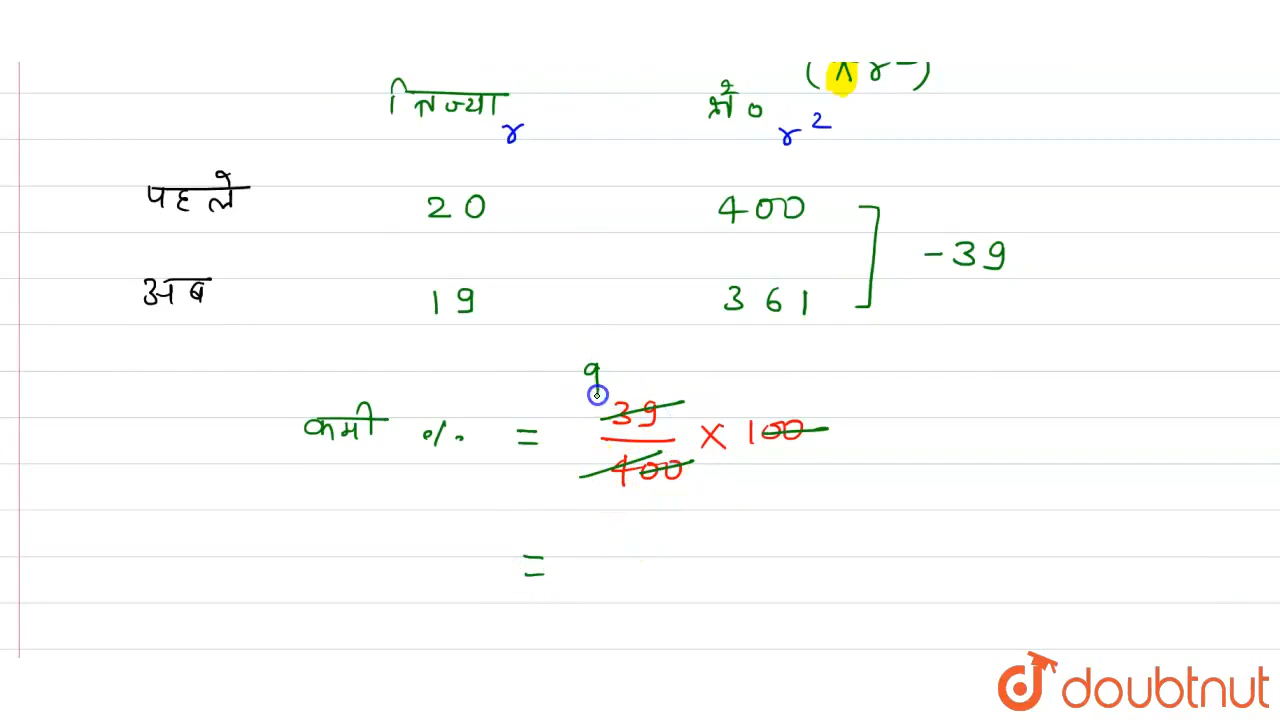 (πr²)
त्रिज्या r क्षे० r²
पहले 20 400
-39
अब 19 361
9
कमी % = 39/400 × 100
=
doubtnut